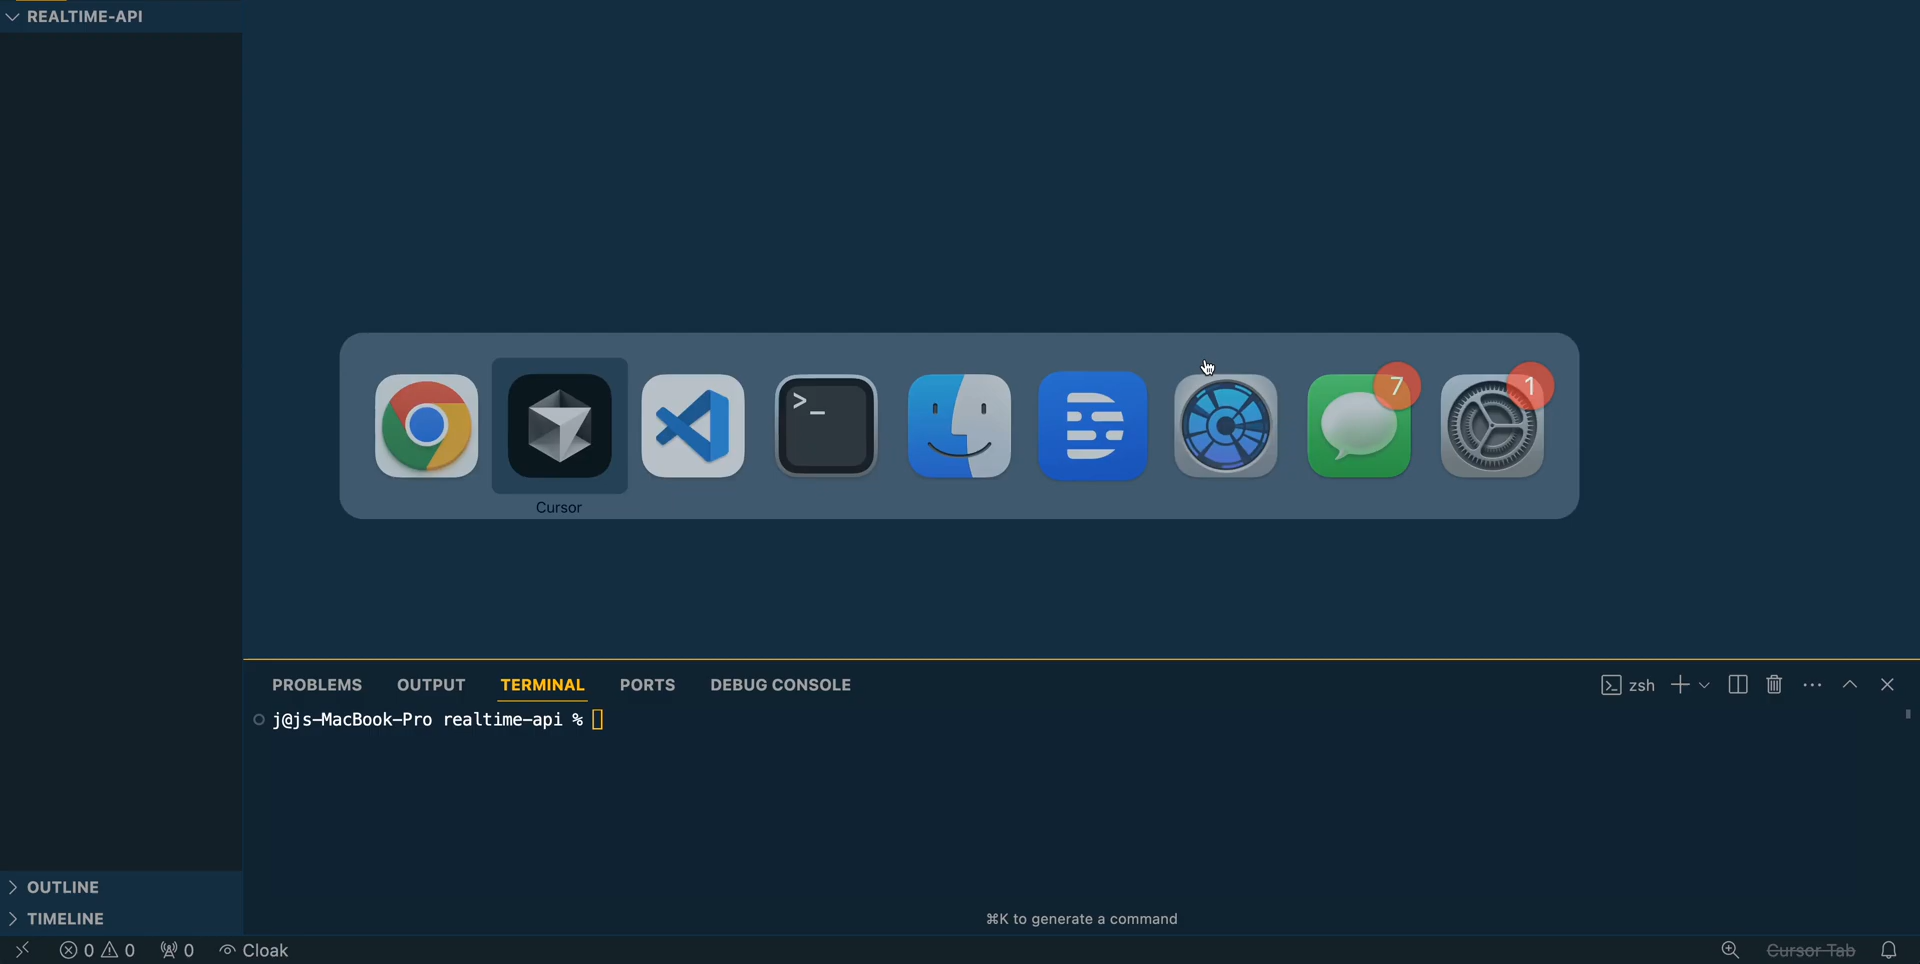 REALTIME-API
7
1
>_
Cursor
PROBLEMS OUTPUT TERMINAL PORTS DEBUG CONSOLE zsh
j@js-MacBook-Pro realtime-api %
OUTLINE
⌘K to generate a command
TIMELINE
0 0 0 Cloak Cursor Tab